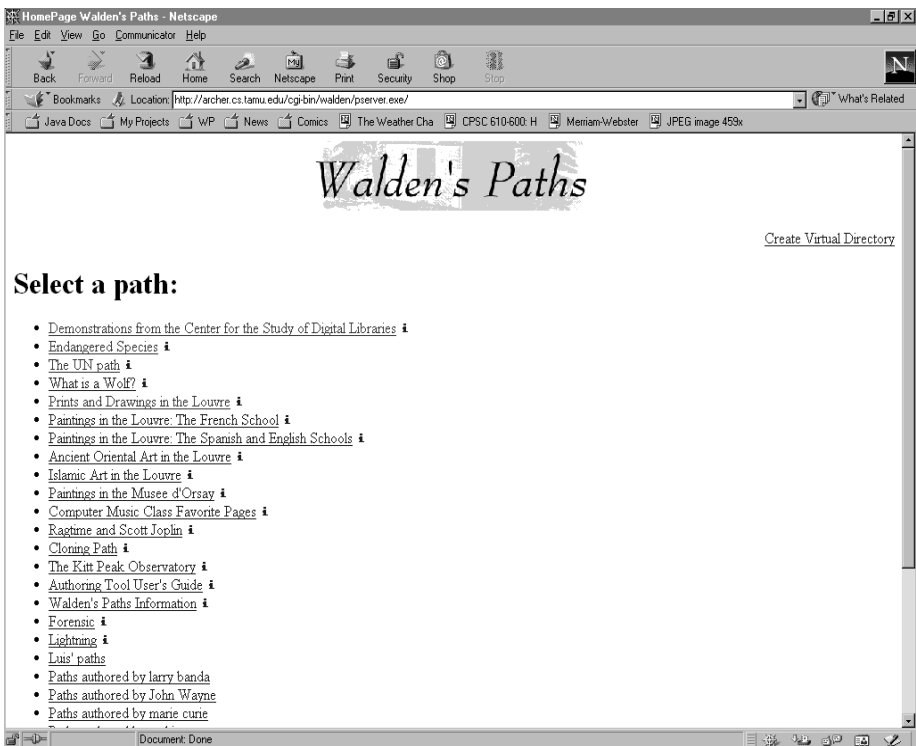 HomePage Walden's Paths - Netscape
File Edit View Go Communicator Help
Back Forward Reload Home Search Netscape Print Security Shop Stop
Bookmarks Location: http://archer.cs.tamu.edu/cgi-bin/walden/pserver.exe/ What's Related
Java Docs My Projects WP News Comics The Weather Cha CPSC 610-600: H Merriam-Webster JPEG image 459x
Walden's Paths
Create Virtual Directory
Select a path:
• Demonstrations from the Center for the Study of Digital Libraries i
• Endangered Species i
• The UN path i
• What is a Wolf? i
• Prints and Drawings in the Louvre i
• Paintings in the Louvre: The French School i
• Paintings in the Louvre: The Spanish and English Schools i
• Ancient Oriental Art in the Louvre i
• Islamic Art in the Louvre i
• Paintings in the Musee d'Orsay i
• Computer Music Class Favorite Pages i
• Ragtime and Scott Joplin i
• Cloning Path i
• The Kitt Peak Observatory i
• Authoring Tool User's Guide i
• Walden's Paths Information i
• Forensic i
• Lightning i
• Luis' paths
• Paths authored by larry banda
• Paths authored by John Wayne
• Paths authored by marie curie
Document: Done